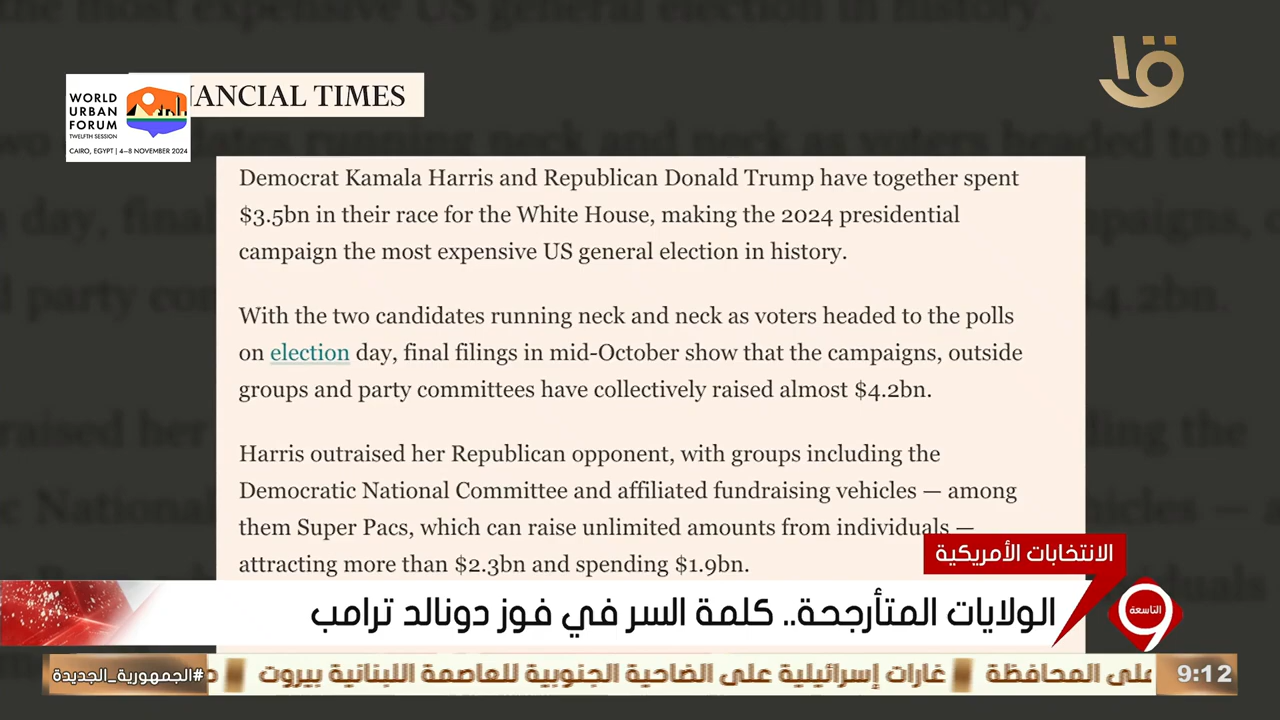 WORLD
URBAN
FORUM
TWELFTH SESSION
CAIRO, EGYPT | 4–8 NOVEMBER 2024
ANCIAL TIMES
Democrat Kamala Harris and Republican Donald Trump have together spent
$3.5bn in their race for the White House, making the 2024 presidential
campaign the most expensive US general election in history.
With the two candidates running neck and neck as voters headed to the polls
on election day, final filings in mid-October show that the campaigns, outside
groups and party committees have collectively raised almost $4.2bn.
Harris outraised her Republican opponent, with groups including the
Democratic National Committee and affiliated fundraising vehicles — among
them Super Pacs, which can raise unlimited amounts from individuals —
attracting more than $2.3bn and spending $1.9bn.
الانتخابات الأمريكية
الولايات المتأرجحة.. كلمة السر في فوز دونالد ترامب
التاسعة
9
على المحافظة
غارات إسرائيلية على الضاحية الجنوبية للعاصمة اللبنانية بيروت
#الجمهورية_الجديدة
9:12